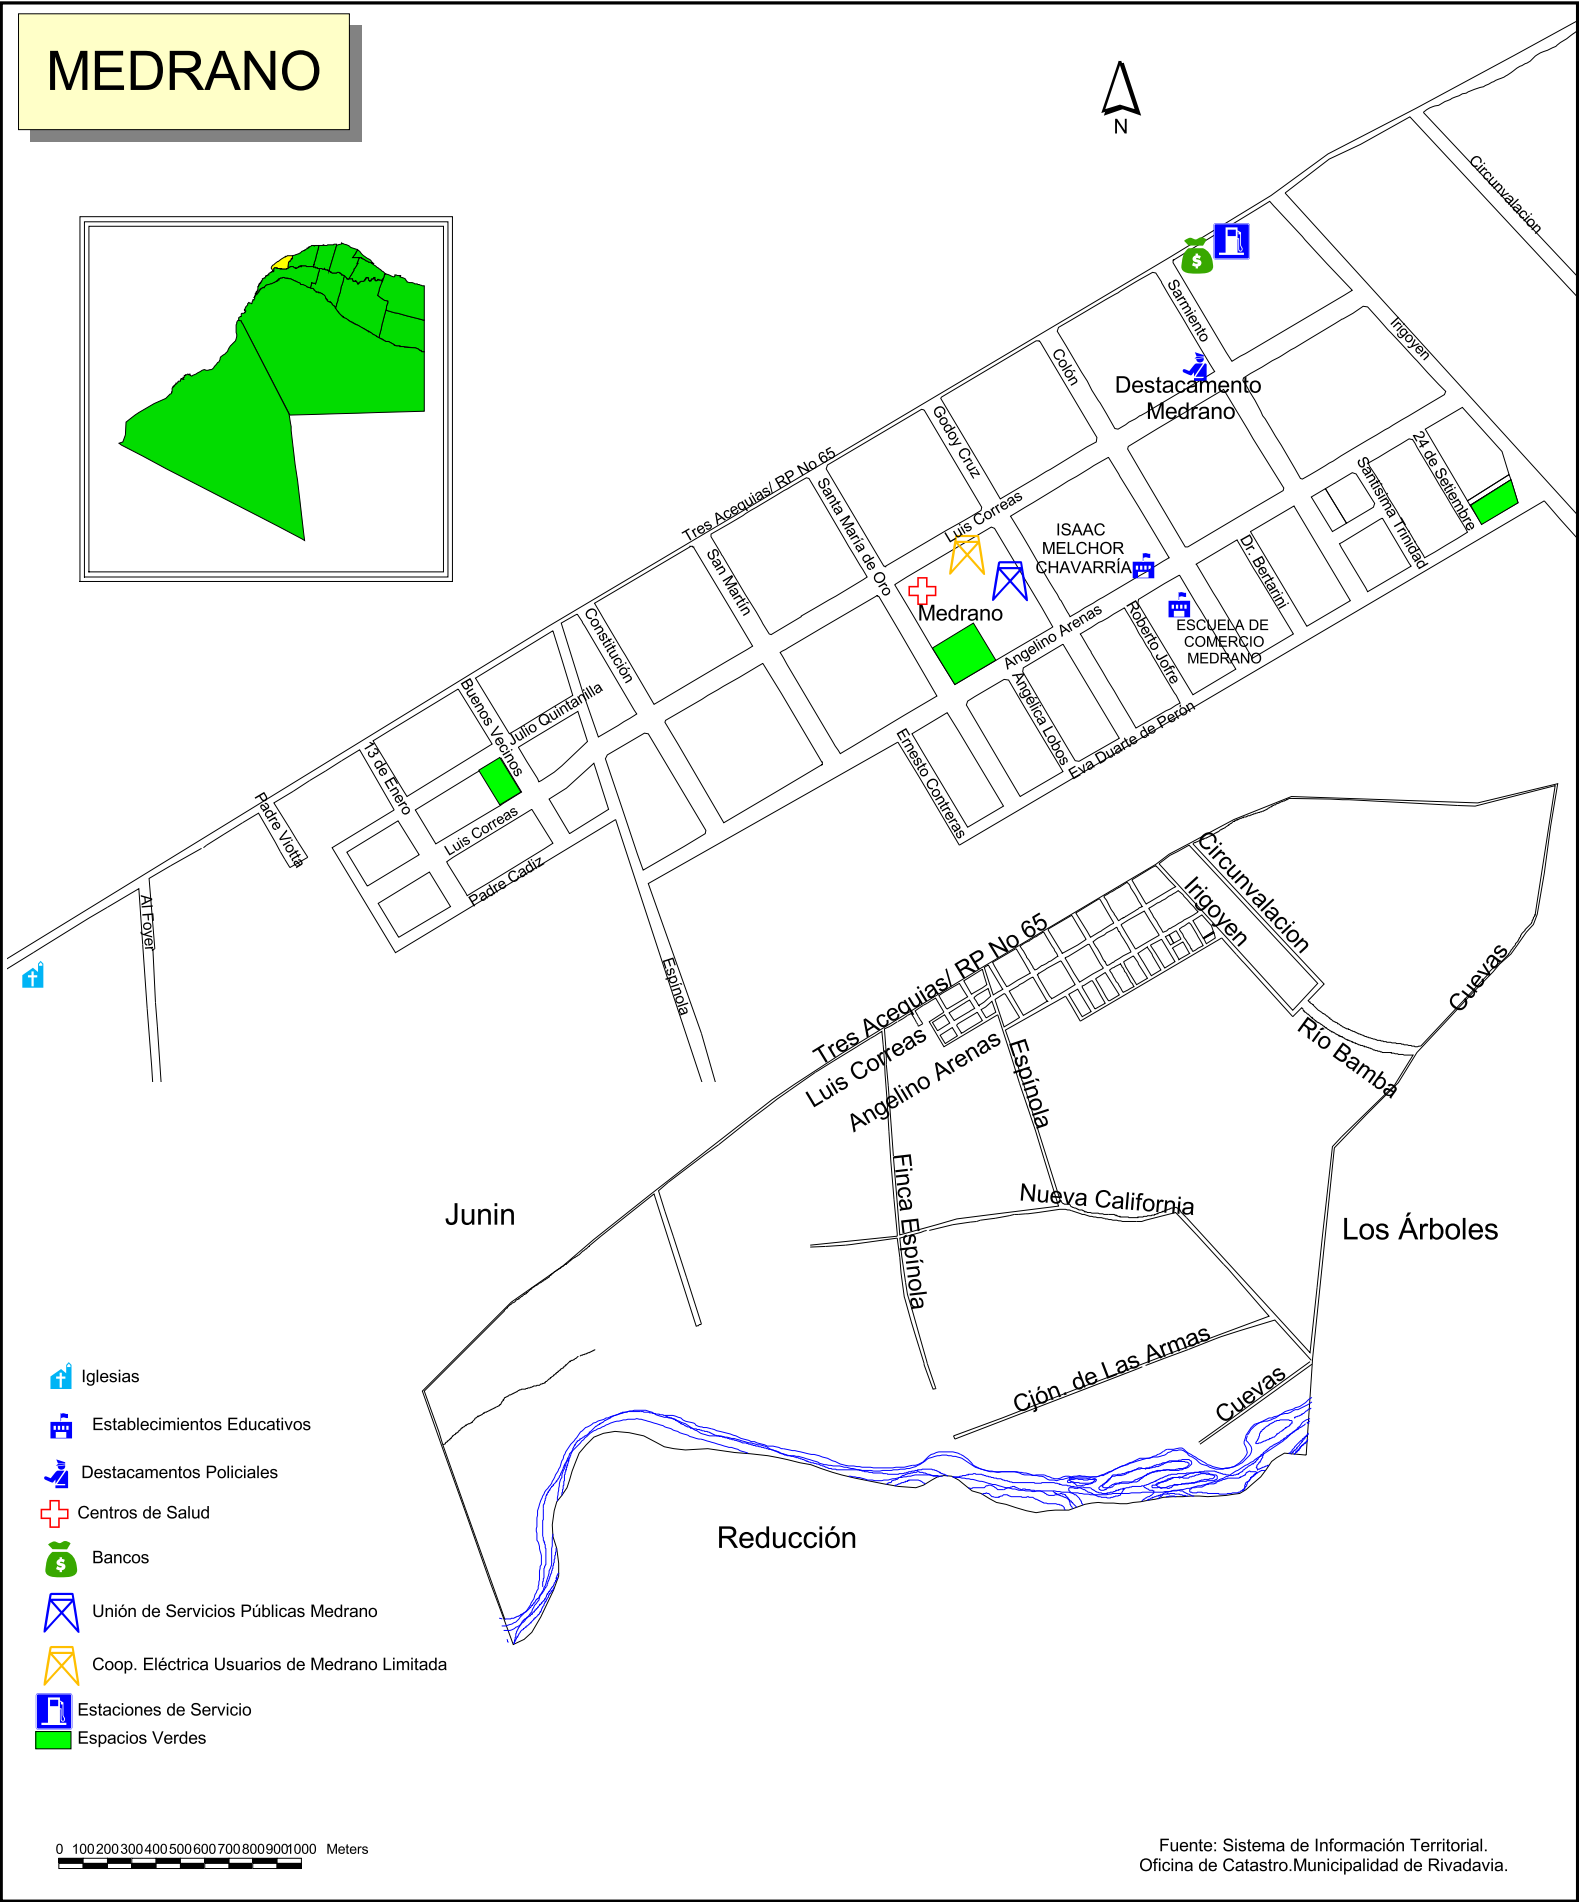 MEDRANO
N
Circunvalacion
Irigoyen
Sarmiento
Colón
Destacamento
Medrano
Godoy Cruz
24 de Setiembre
Santísima Trinidad
Tres Acequias/ RP No 65
Santa María de Oro
Luis Correas
ISAAC
MELCHOR
CHAVARRÍA
San Martín
Dr. Bertarini
Medrano
Angelino Arenas
Roberto Jofre
ESCUELA DE
COMERCIO
MEDRANO
Constitución
Angélica Lobos
Eva Duarte de Perón
Buenos Vecinos
Julio Quintanilla
Ernesto Contreras
13 de Enero
Padre Viotta
Luis Correas
Padre Cadiz
Al Foyer
Espínola
Circunvalacion
Irigoyen
Tres Acequias/ RP No 65
Cuevas
Luis Correas
Angelino Arenas
Espínola
Río Bamba
Finca Espínola
Nueva California
Junin
Los Árboles
Cjón. de Las Armas
Cuevas
Reducción
Iglesias
Establecimientos Educativos
Destacamentos Policiales
Centros de Salud
$ Bancos
Unión de Servicios Públicas Medrano
Coop. Eléctrica Usuarios de Medrano Limitada
Estaciones de Servicio
Espacios Verdes
0 100 200 300 400 500 600 700 800 900 1000 Meters
Fuente: Sistema de Información Territorial.
Oficina de Catastro.Municipalidad de Rivadavia.